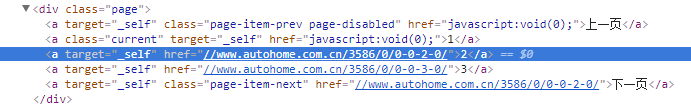 ▼<div class="page">
<a target="_self" class="page-item-prev page-disabled" href="javascript:void(0);">上一页</a>
<a class="current" target="_self" href="javascript:void(0);">1</a>
<a target="_self" href="//www.autohome.com.cn/3586/0/0-0-2-0/">2</a> == $0
<a target="_self" href="//www.autohome.com.cn/3586/0/0-0-3-0/">3</a>
<a target="_self" class="page-item-next" href="//www.autohome.com.cn/3586/0/0-0-2-0/">下一页</a>
</div>